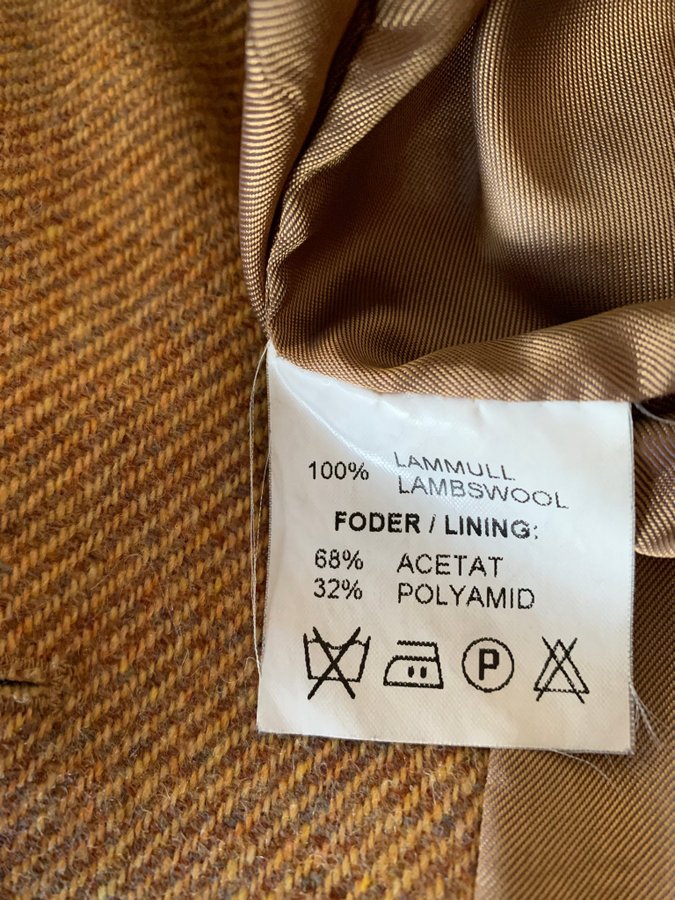 100% LAMMULL
LAMBSWOOL
FODER / LINING:
68% ACETAT
32% POLYAMID
P